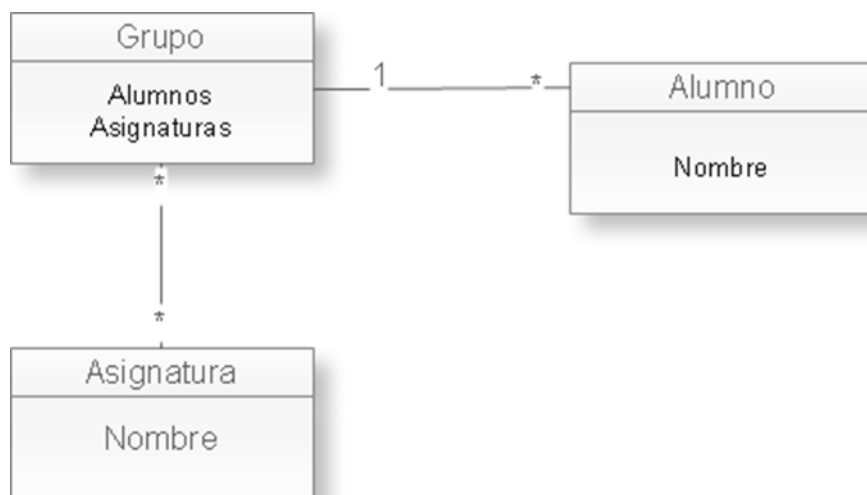 Grupo
Alumnos
Asignaturas
1
*
Alumno
Nombre
*
*
Asignatura
Nombre